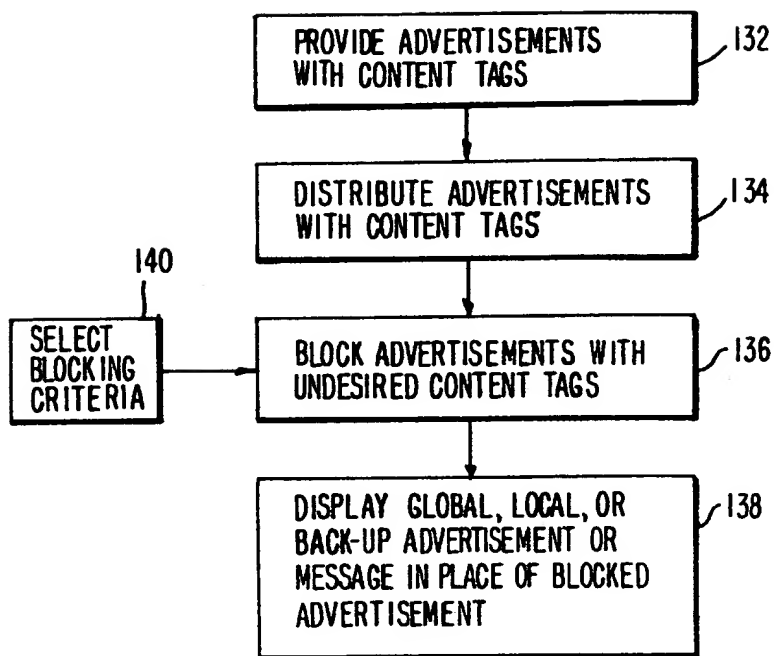 PROVIDE ADVERTISEMENTS
WITH CONTENT TAGS
132
DISTRIBUTE ADVERTISEMENTS
WITH CONTENT TAGS
134
140
SELECT
BLOCKING
CRITERIA
BLOCK ADVERTISEMENTS WITH
UNDESIRED CONTENT TAGS
136
DISPLAY GLOBAL, LOCAL, OR
BACK-UP ADVERTISEMENT OR
MESSAGE IN PLACE OF BLOCKED
ADVERTISEMENT
138